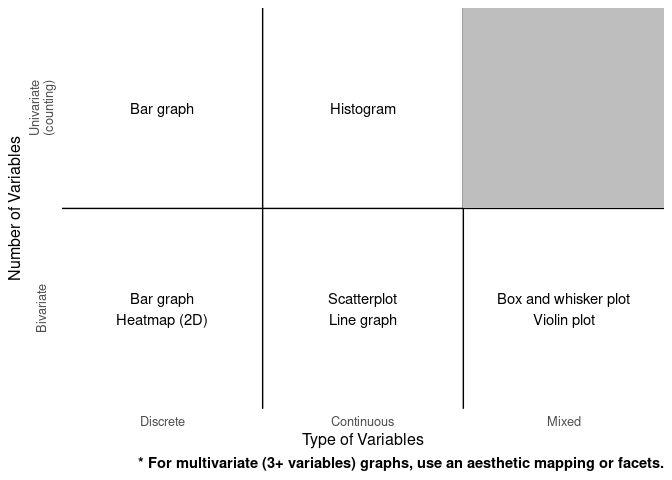 Number of Variables
Univariate
(counting)
Bar graph
Histogram
Bivariate
Bar graph
Heatmap (2D)
Scatterplot
Line graph
Box and whisker plot
Violin plot
Discrete
Continuous
Mixed
Type of Variables
* For multivariate (3+ variables) graphs, use an aesthetic mapping or facets.